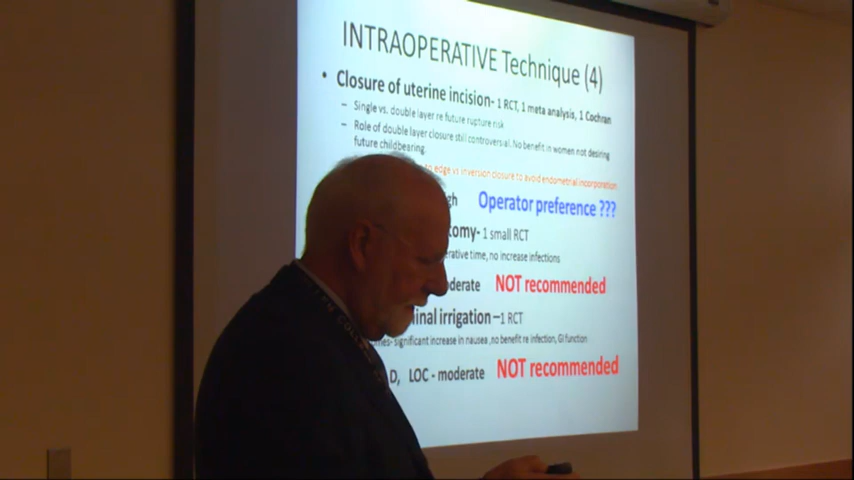 INTRAOPERATIVE Technique (4)
• Closure of uterine incision- 1 RCT, 1 meta analysis, 1 Cochran
– Single vs. double layer re future rupture risk
– Role of double layer closure still controversial. No benefit in women not desiring
future childbearing.
to edge vs inversion closure to avoid endometrial incorporation
gh Operator preference ???
tomy- 1 small RCT
erative time, no increase infections
oderate NOT recommended
inal irrigation –1 RCT
mes- significant increase in nausea, no benefit re infection, GI function
D, LOC - moderate NOT recommended